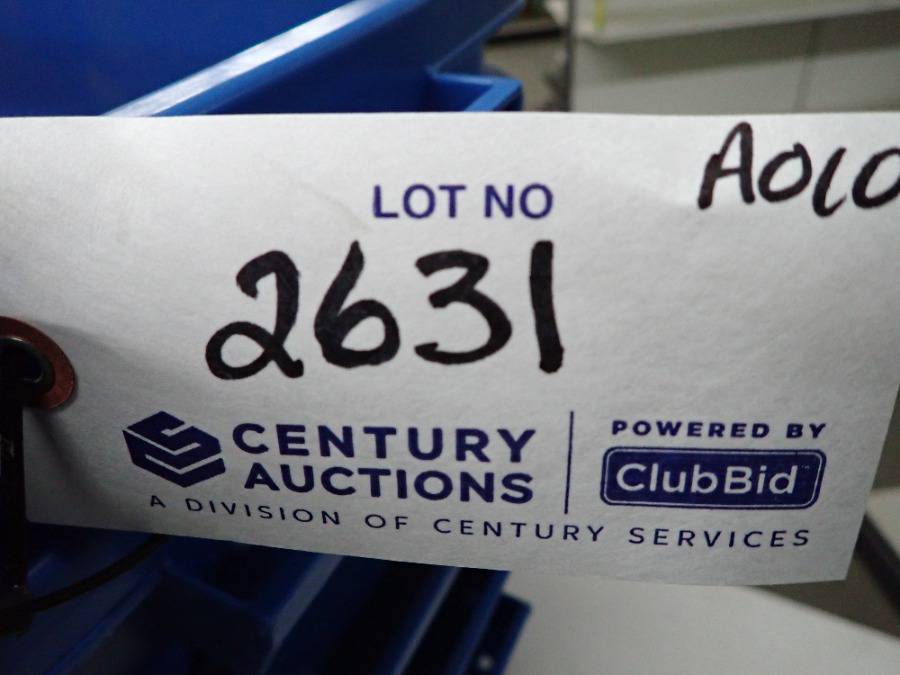 A010
LOT NO
2631
CENTURY
AUCTIONS
POWERED BY
ClubBid
A DIVISION OF CENTURY SERVICES